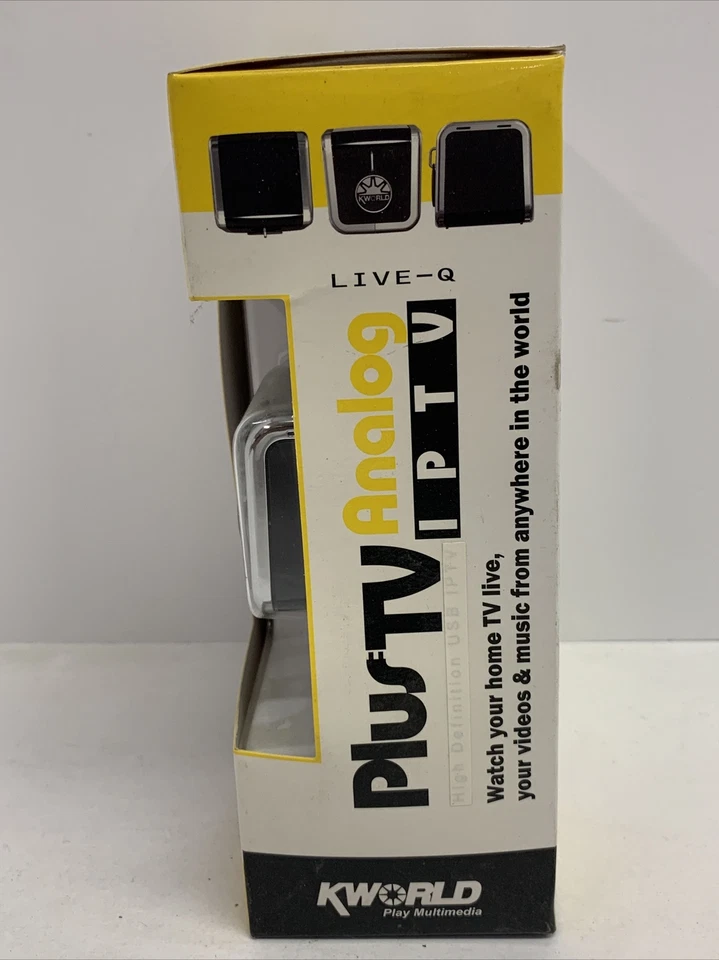 KWORLD
LIVE-Q
PlusTV Analog
IPTV
High Definition USB IPTV
Watch your home TV live,
your videos & music from anywhere in the world
KWORLD
Play Multimedia